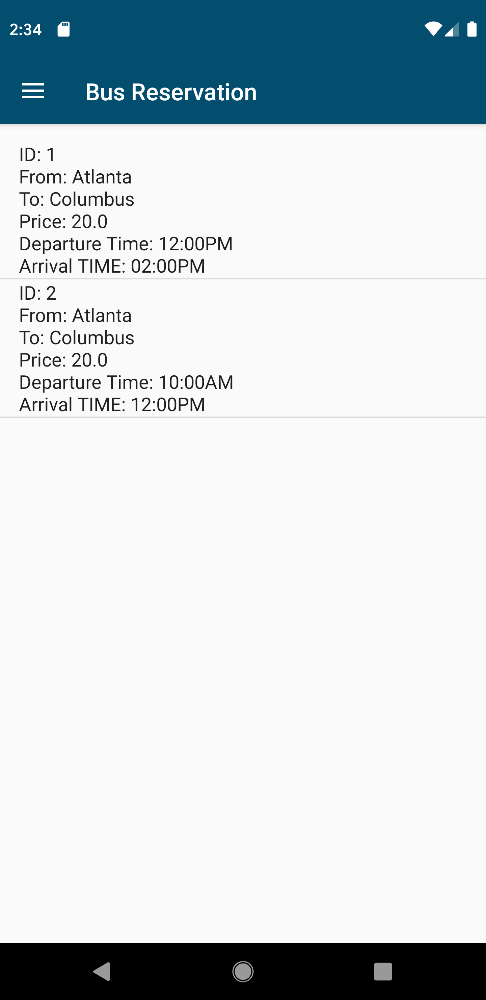 2:34
Bus Reservation
ID: 1
From: Atlanta
To: Columbus
Price: 20.0
Departure Time: 12:00PM
Arrival TIME: 02:00PM
ID: 2
From: Atlanta
To: Columbus
Price: 20.0
Departure Time: 10:00AM
Arrival TIME: 12:00PM